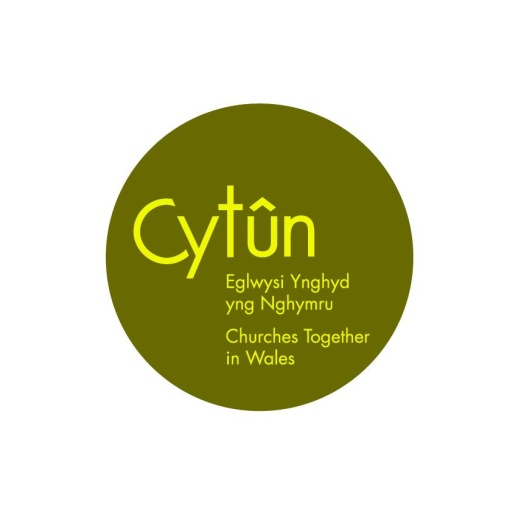 Cytûn
Eglwysi Ynghyd
yng Nghymru
Churches Together
in Wales